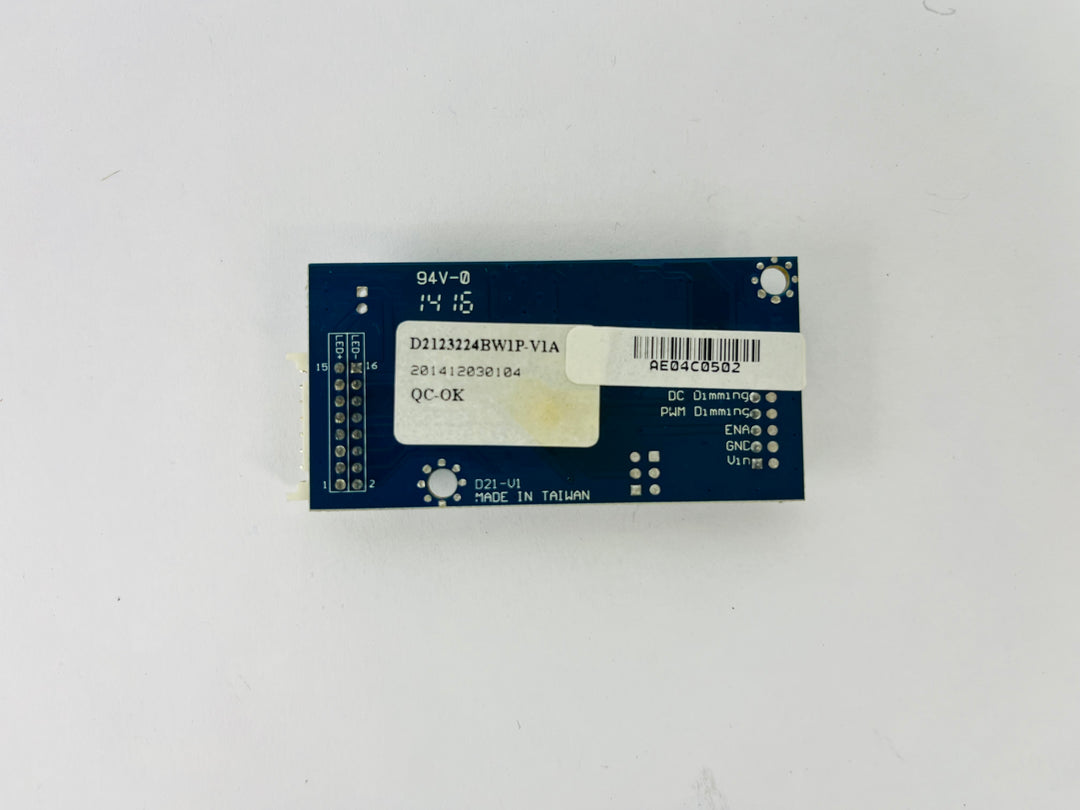 94V-0
1416
LED+
LED-
15
16
D2123224BW1P-V1A
201412030104
QC-OK
AE04C0502
DC Dimming
PWM Dimming
ENA
GND
Vin
1
2
D21-V1
MADE IN TAIWAN